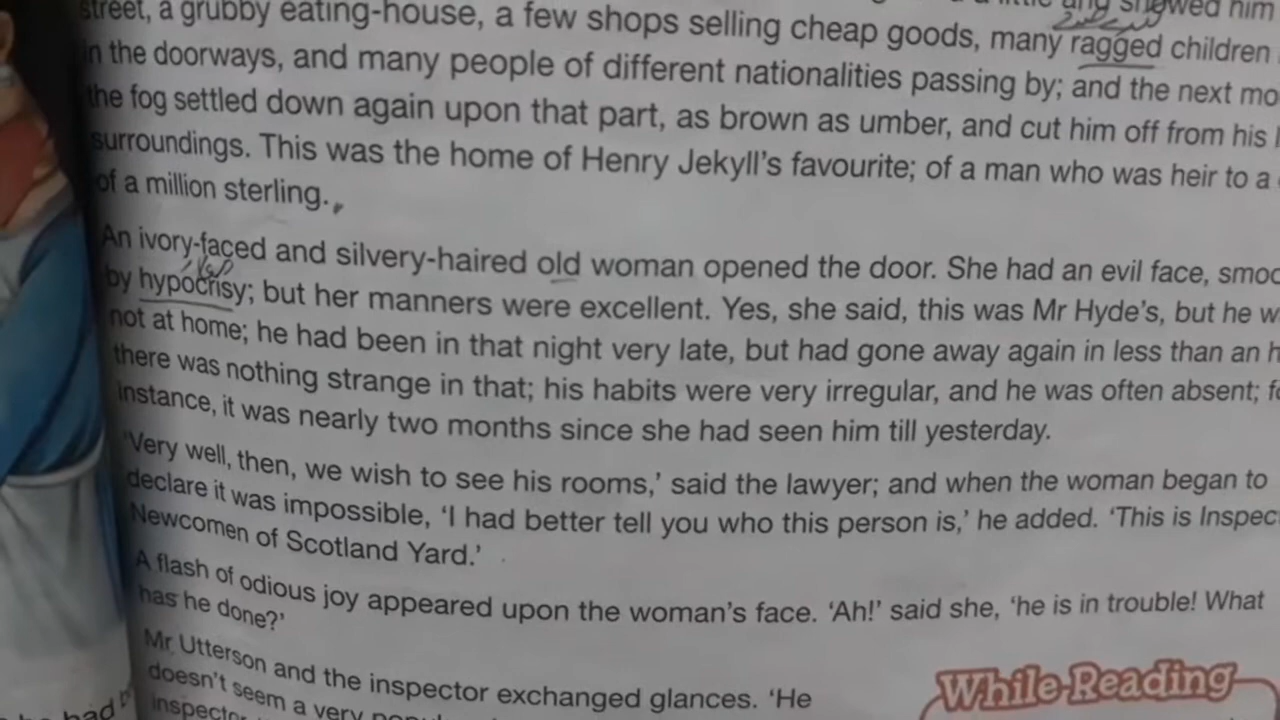 street, a grubby eating-house, a few shops selling cheap goods, many ragged children
in the doorways, and many people of different nationalities passing by; and the next mo
the fog settled down again upon that part, as brown as umber, and cut him off from his
surroundings. This was the home of Henry Jekyll's favourite; of a man who was heir to a
of a million sterling.
An ivory-faced and silvery-haired old woman opened the door. She had an evil face, smoo
by hypocrisy; but her manners were excellent. Yes, she said, this was Mr Hyde's, but he w
not at home; he had been in that night very late, but had gone away again in less than an h
there was nothing strange in that; his habits were very irregular, and he was often absent; fo
instance, it was nearly two months since she had seen him till yesterday.
'Very well, then, we wish to see his rooms,' said the lawyer; and when the woman began to
declare it was impossible, 'I had better tell you who this person is,' he added. 'This is Inspec
Newcomen of Scotland Yard.'
A flash of odious joy appeared upon the woman's face. 'Ah!' said she, 'he is in trouble! What
has he done?'
Mr Utterson and the inspector exchanged glances. 'He
doesn't seem a very
inspector
While-Reading
had